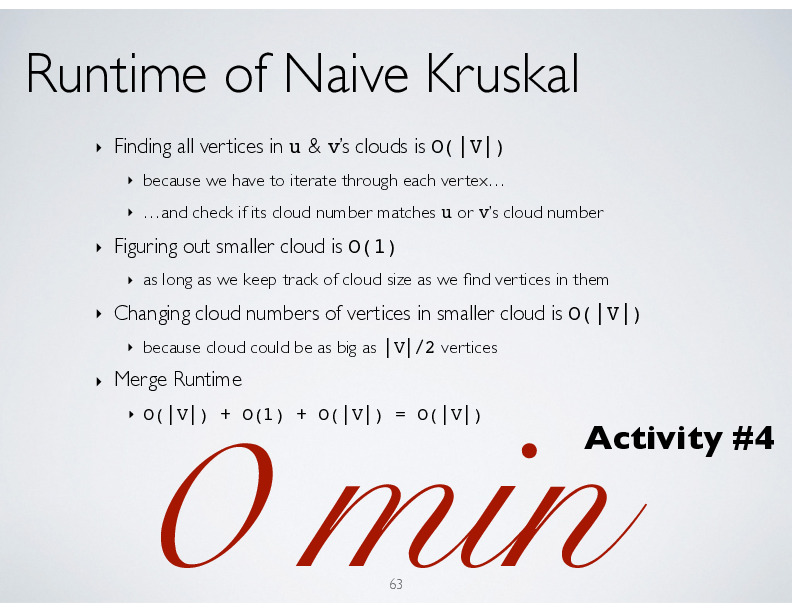 Runtime of Naive Kruskal
‣ Finding all vertices in u & v’s clouds is O(|V|)
‣ because we have to iterate through each vertex…
‣ …and check if its cloud number matches u or v’s cloud number
‣ Figuring out smaller cloud is O(1)
‣ as long as we keep track of cloud size as we find vertices in them
‣ Changing cloud numbers of vertices in smaller cloud is O(|V|)
‣ because cloud could be as big as |V|/2 vertices
‣ Merge Runtime
‣ O(|V|) + O(1) + O(|V|) = O(|V|)
Activity #4
0 min
63